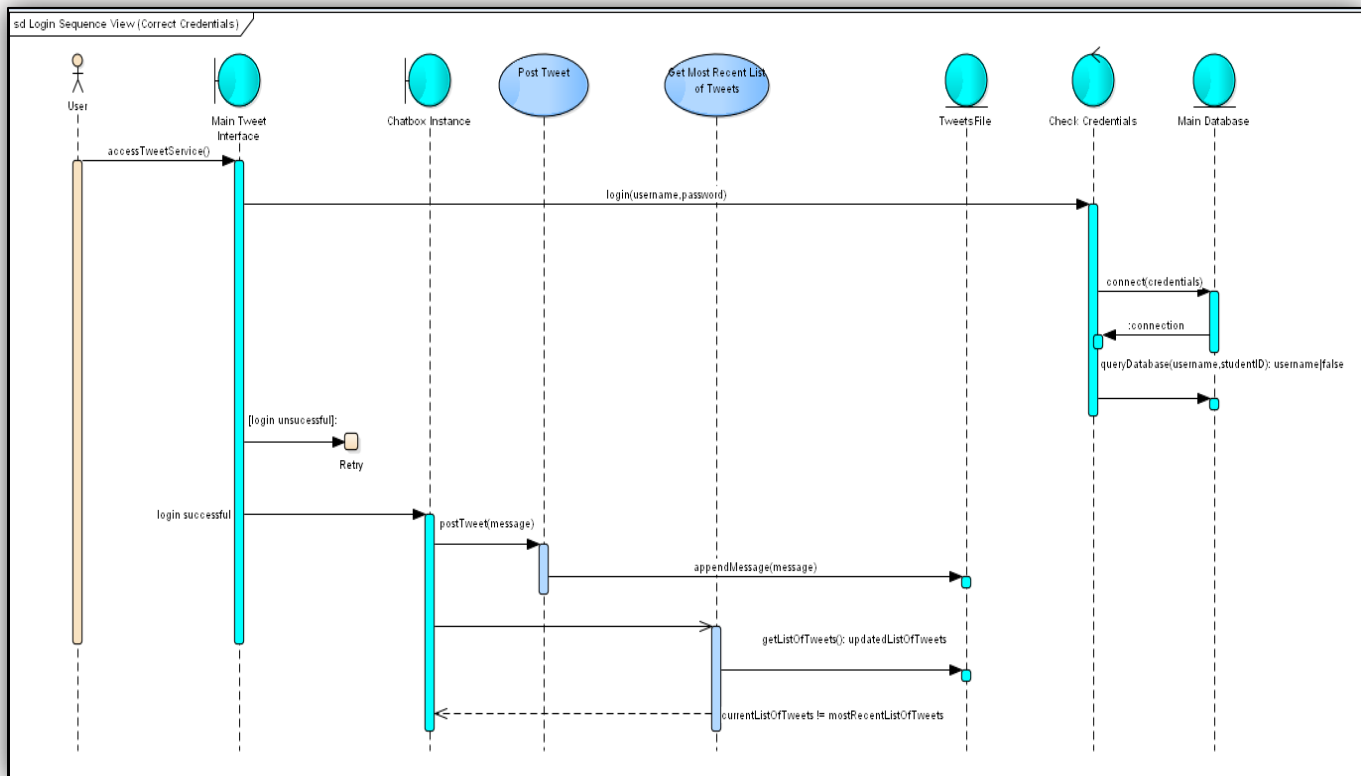 sd Login Sequence View (Correct Credentials)
User
Main Tweet
Interface
Chatbox Instance
Post Tweet
Get Most Recent List
of Tweets
TweetsFile
Check Credentials
Main Database
accessTweetService()
login(username,password)
connect(credentials)
:connection
queryDatabase(username,studentID): username|false
[login unsucessful]:
Retry
login successful
postTweet(message)
appendMessage(message)
getListOfTweets(): updatedListOfTweets
currentListOfTweets != mostRecentListOfTweets